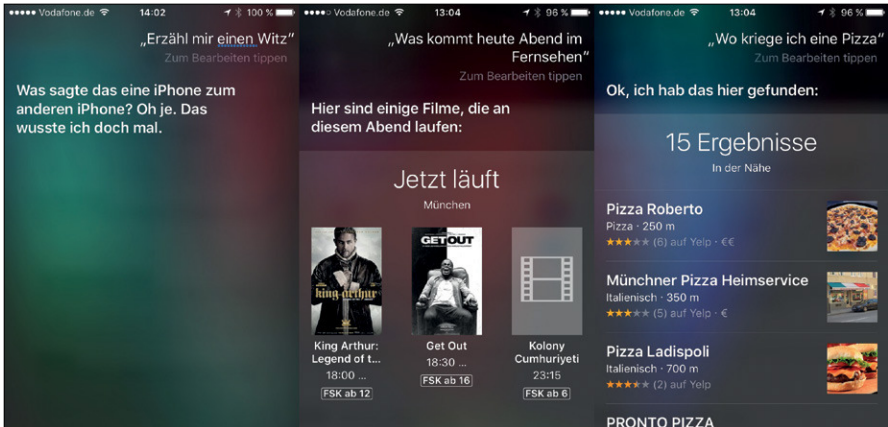 Vodafone.de 14:02 100 %
„Erzähl mir einen Witz“
Zum Bearbeiten tippen
Was sagte das eine iPhone zum
anderen iPhone? Oh je. Das
wusste ich doch mal.
Vodafone.de 13:04 96 %
„Was kommt heute Abend im
Fernsehen“
Zum Bearbeiten tippen
Hier sind einige Filme, die an
diesem Abend laufen:
Jetzt läuft
München
king arthur
GET OUT
King Arthur:
Legend of t...
18:00 ...
FSK ab 12
Get Out
18:30 ...
FSK ab 16
Kolony
Cumhuriyeti
23:15
FSK ab 6
Vodafone.de 13:04 96 %
„Wo kriege ich eine Pizza“
Zum Bearbeiten tippen
Ok, ich hab das hier gefunden:
15 Ergebnisse
In der Nähe
Pizza Roberto
Pizza · 250 m
(6) auf Yelp · €€
Münchner Pizza Heimservice
Italienisch · 350 m
(5) auf Yelp · €
Pizza Ladispoli
Italienisch · 700 m
(2) auf Yelp
PRONTO PIZZA